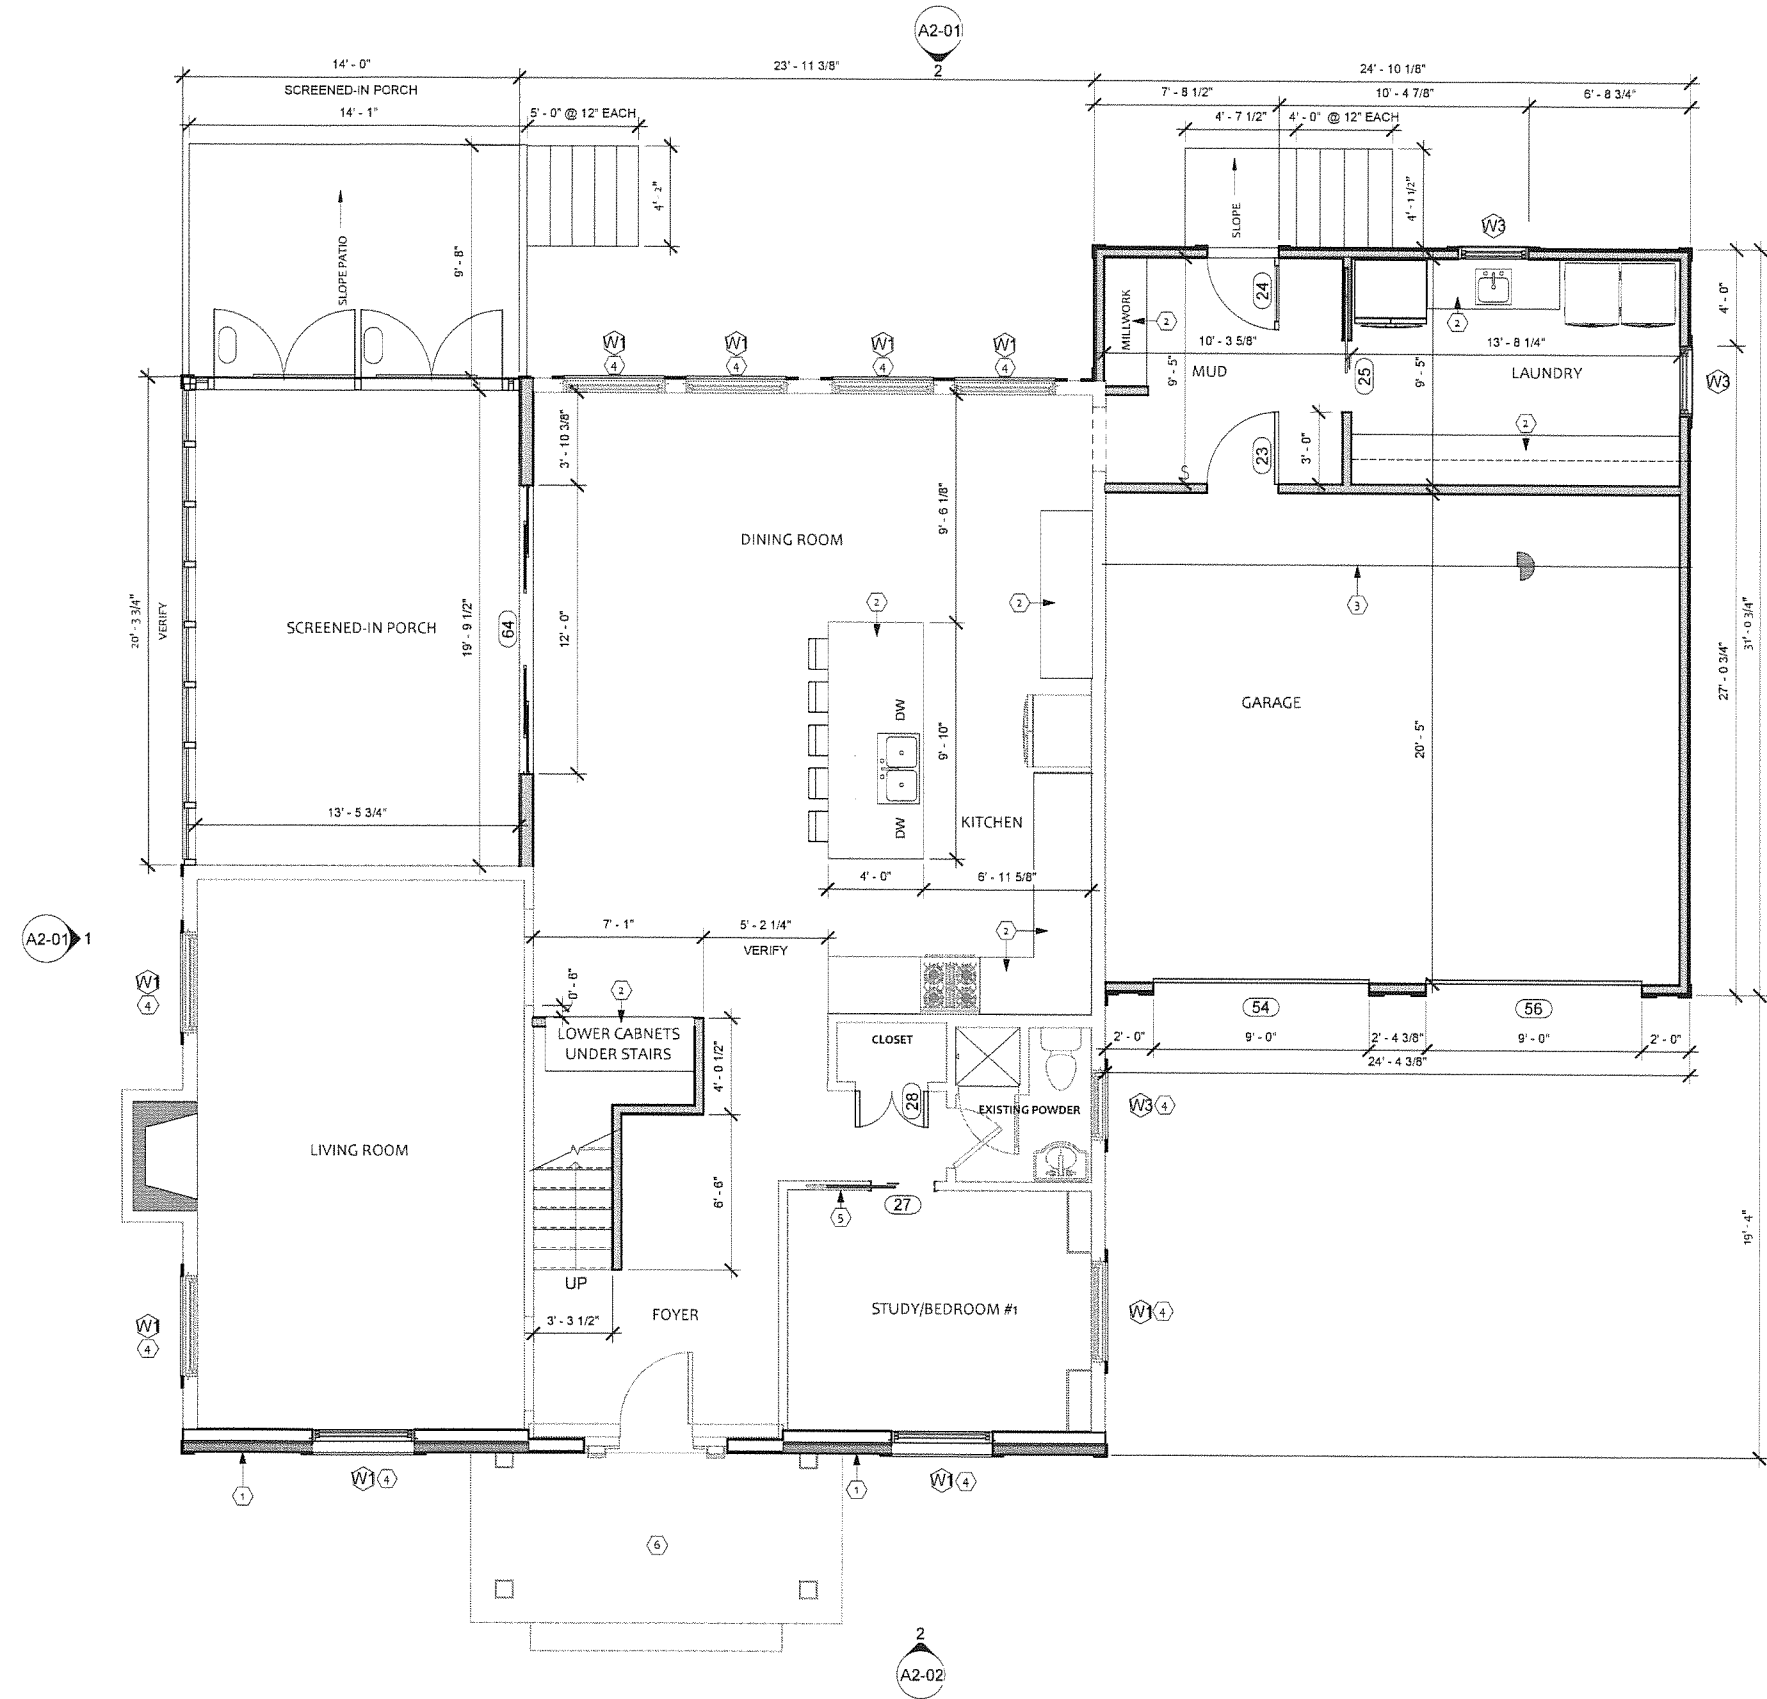 A2-01
2
14' - 0"
23' - 11 3/8"
24' - 10 1/8"
SCREENED-IN PORCH
7' - 8 1/2"
10' - 4 7/8"
6' - 8 3/4"
14' - 1"
5' - 0" @ 12" EACH
4' - 7 1/2"
4' - 0" @ 12" EACH
4' - 2"
4' - 1 1/2"
SLOPE
SLOPE PATIO
9' - 8"
W3
24
MILLWORK
2
2
4' - 0"
W1
W1
W1
W1
4
4
4
4
10' - 3 5/8"
13' - 8 1/4"
MUD
9' - 5"
25
9' - 5"
LAUNDRY
W3
3' - 10 3/8"
2
23
3' - 0"
S
9' - 6 1/8"
DINING ROOM
2
2
3
20' - 3 3/4"
VERIFY
SCREENED-IN PORCH
19' - 9 1/2"
64
12' - 0"
31' - 0 3/4"
27' - 0 3/4"
GARAGE
DW
9' - 10"
20' - 5"
13' - 5 3/4"
DW
KITCHEN
4' - 0"
6' - 11 5/8"
7' - 1"
5' - 2 1/4"
VERIFY
A2-01
1
2
W1
4
0' - 6"
2
54
56
LOWER CABNETS
UNDER STAIRS
CLOSET
2' - 0"
9' - 0"
2' - 4 3/8"
9' - 0"
2' - 0"
24' - 4 3/8"
4' - 0 1/2"
28
EXISTING POWDER
W3
4
LIVING ROOM
6' - 6"
27
5
19' - 4"
UP
FOYER
STUDY/BEDROOM #1
W1
4
3' - 3 1/2"
W1
4
W1
4
W1
4
1
1
6
2
A2-02